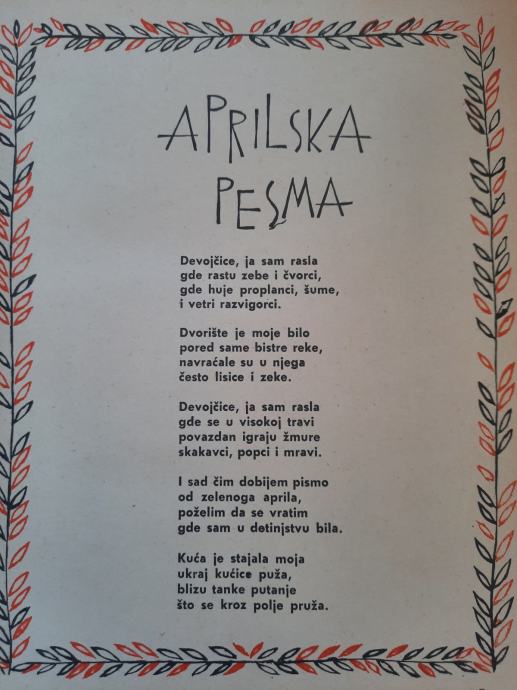 APRILSKA
PESMA
Devojčice, ja sam rasla
gde rastu zebe i čvorci,
gde huje proplanci, šume,
i vetri razvigorci.
Dvorište je moje bilo
pored same bistre reke,
navraćale su u njega
često lisice i zeke.
Devojčice, ja sam rasla
gde se u visokoj travi
povazdan igraju žmure
skakavci, popci i mravi.
I sad čim dobijem pismo
od zelenoga aprila,
poželim da se vratim
gde sam u detinjstvu bila.
Kuća je stajala moja
ukraj kućice puža,
blizu tanke putanje
što se kroz polje pruža.